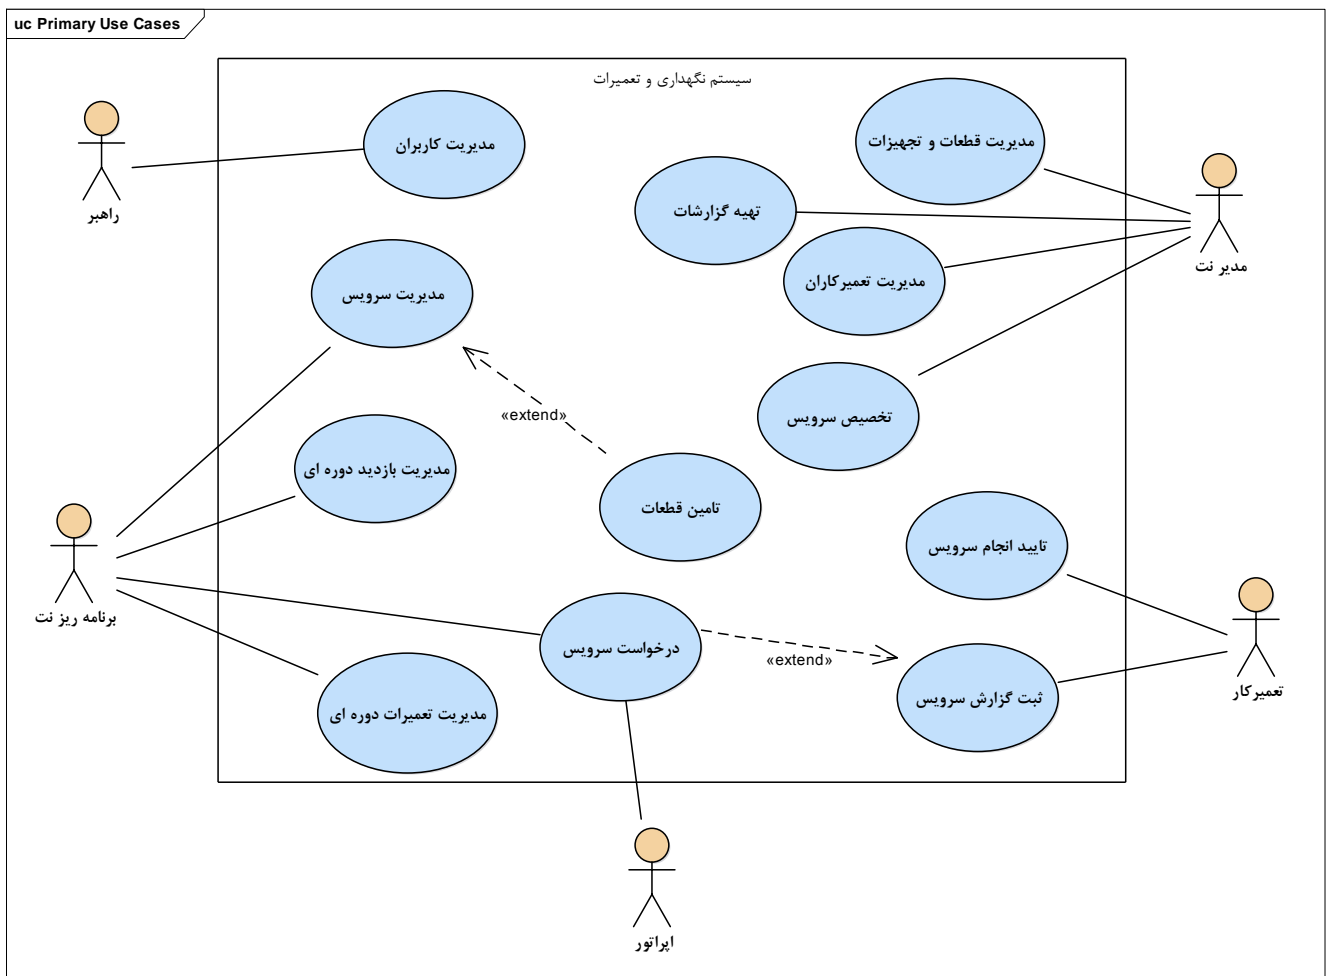 uc Primary Use Cases
سیستم نگهداری و تعمیرات
مدیریت کاربران
مدیریت قطعات و تجهیزات
تهیه گزارشات
راهبر
مدیر نت
مدیریت سرویس
مدیریت تعمیرکاران
«extend»
تخصیص سرویس
مدیریت بازدید دوره ای
تامین قطعات
تایید انجام سرویس
برنامه ریز نت
درخواست سرویس
«extend»
ثبت گزارش سرویس
تعمیرکار
مدیریت تعمیرات دوره ای
اپراتور